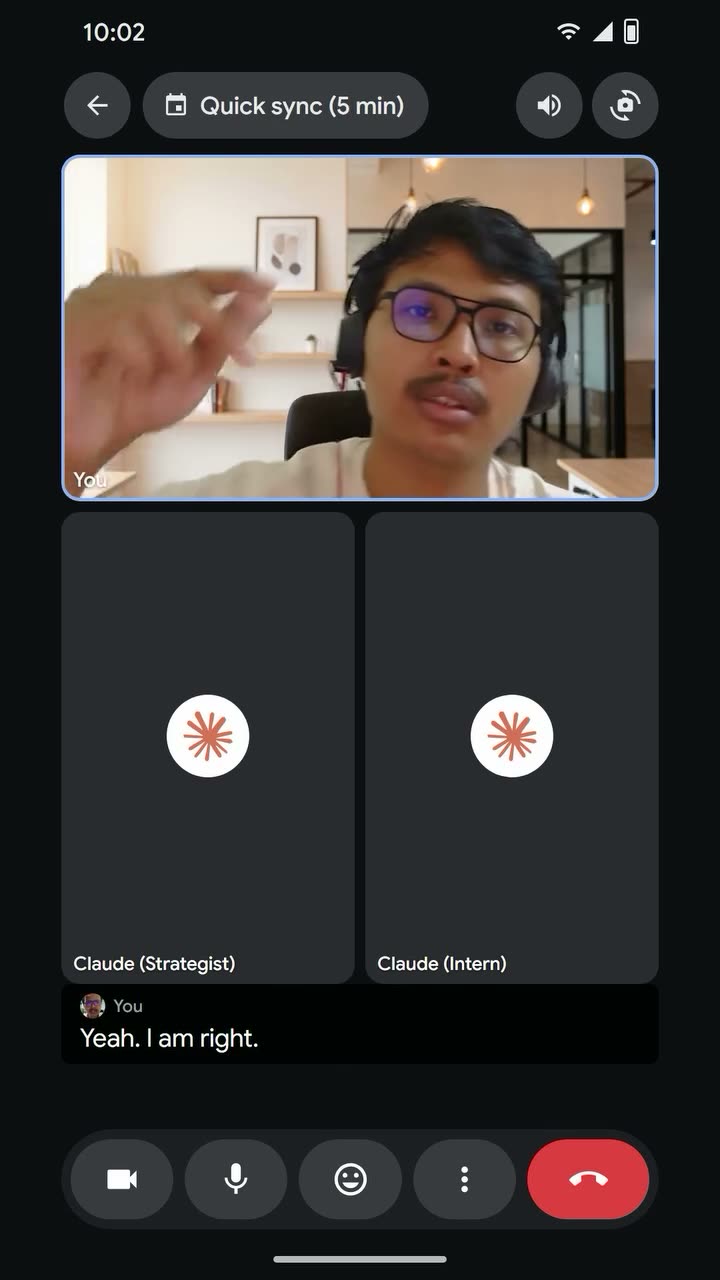 10:02
Quick sync (5 min)
You
Claude (Strategist)
Claude (Intern)
You
Yeah. I am right.